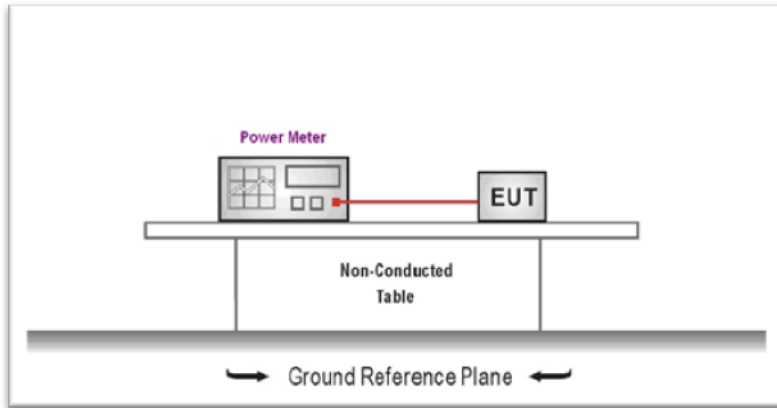 Power Meter
EUT
Non-Conducted
Table
Ground Reference Plane